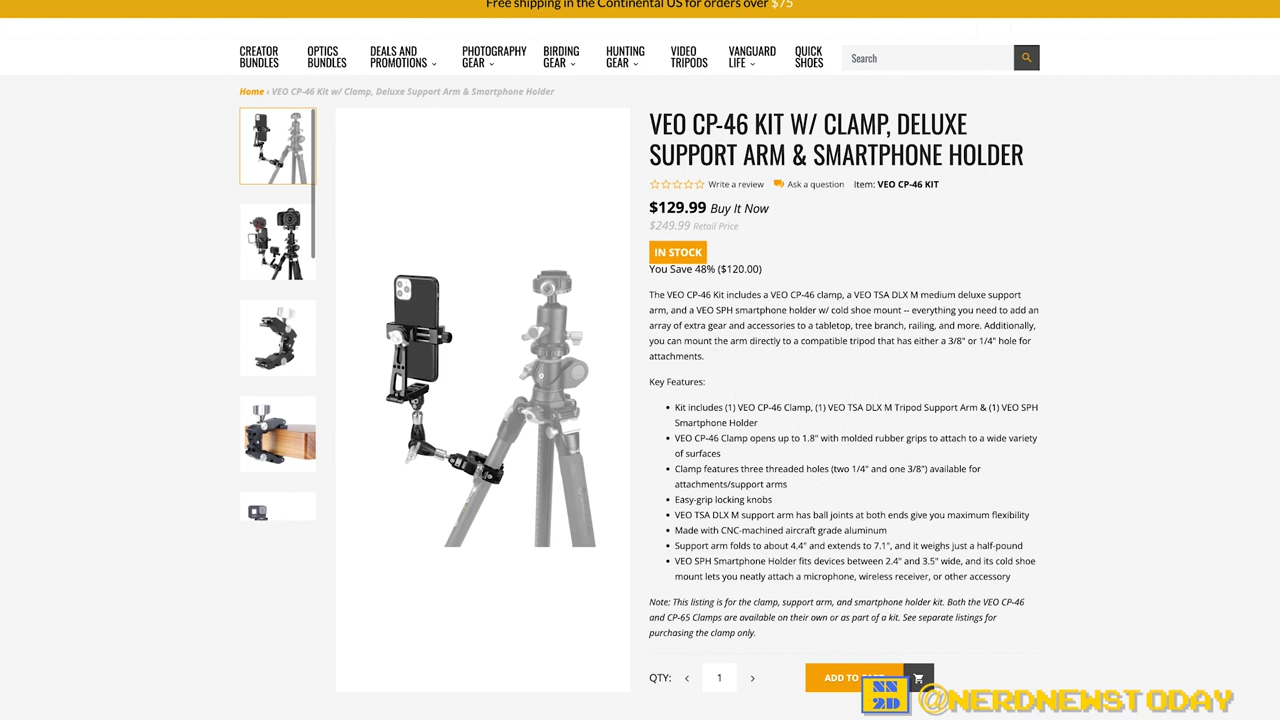 Free shipping in the Continental US for orders over $75
CREATOR BUNDLES
OPTICS BUNDLES
DEALS AND PROMOTIONS
PHOTOGRAPHY GEAR
BIRDING GEAR
HUNTING GEAR
VIDEO TRIPODS
VANGUARD LIFE
QUICK SHOES
Search
Home › VEO CP-46 Kit w/ Clamp, Deluxe Support Arm & Smartphone Holder
VEO CP-46 KIT W/ CLAMP, DELUXE
SUPPORT ARM & SMARTPHONE HOLDER
Write a review Ask a question Item: VEO CP-46 KIT
$129.99 Buy It Now
$249.99 Retail Price
IN STOCK
You Save 48% ($120.00)
The VEO CP-46 Kit includes a VEO CP-46 clamp, a VEO TSA DLX M medium deluxe support
arm, and a VEO SPH smartphone holder w/ cold shoe mount -- everything you need to add an
array of extra gear and accessories to a tabletop, tree branch, railing, and more. Additionally,
you can mount the arm directly to a compatible tripod that has either a 3/8" or 1/4" hole for
attachments.
Key Features:
• Kit includes (1) VEO CP-46 Clamp, (1) VEO TSA DLX M Tripod Support Arm & (1) VEO SPH
Smartphone Holder
• VEO CP-46 Clamp opens up to 1.8" with molded rubber grips to attach to a wide variety
of surfaces
• Clamp features three threaded holes (two 1/4" and one 3/8") available for
attachments/support arms
• Easy-grip locking knobs
• VEO TSA DLX M support arm has ball joints at both ends give you maximum flexibility
• Made with CNC-machined aircraft grade aluminum
• Support arm folds to about 4.4" and extends to 7.1", and it weighs just a half-pound
• VEO SPH Smartphone Holder fits devices between 2.4" and 3.5" wide, and its cold shoe
mount lets you neatly attach a microphone, wireless receiver, or other accessory
Note: This listing is for the clamp, support arm, and smartphone holder kit. Both the VEO CP-46
and CP-65 Clamps are available on their own or as part of a kit. See separate listings for
purchasing the clamp only.
QTY: ‹ 1 ›
ADD TO
NN
2D
@NERDNEWSTODAY